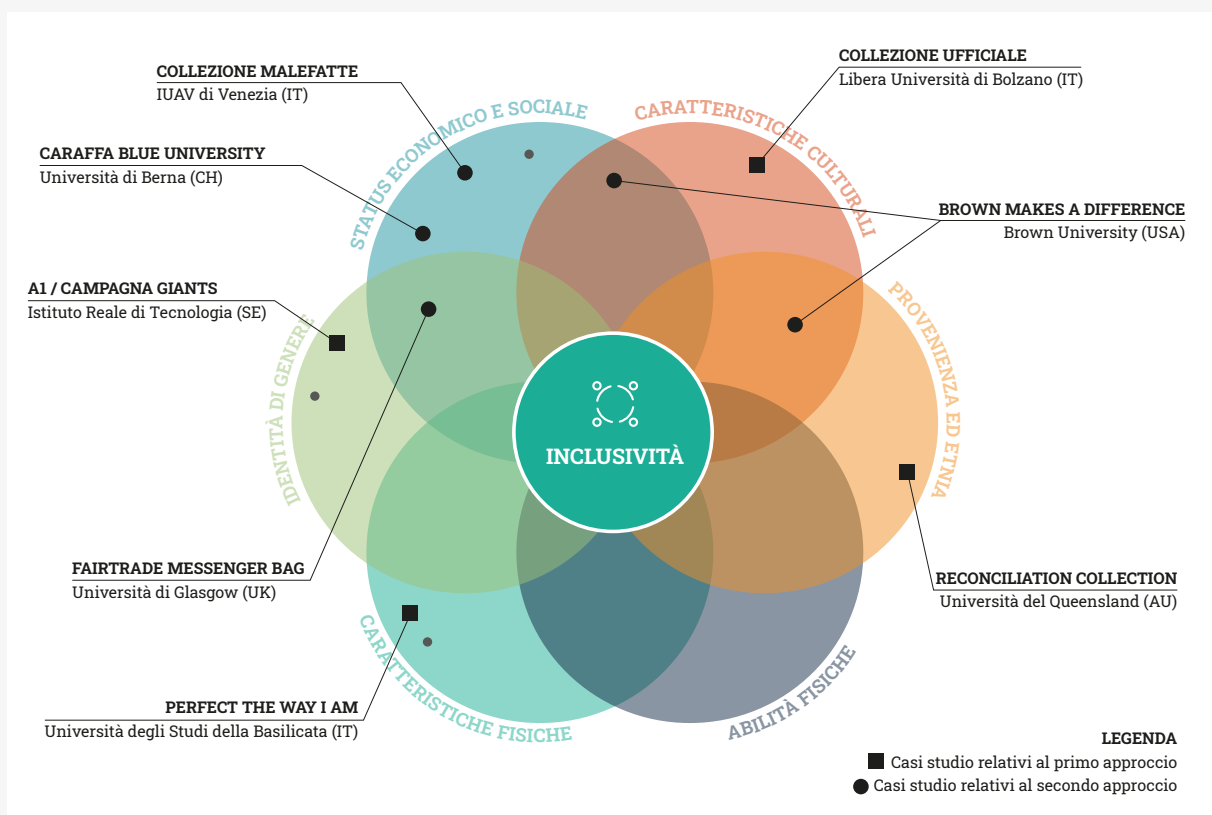 COLLEZIONE UFFICIALE
Libera Università di Bolzano (IT)
COLLEZIONE MALEFATTE
IUAV di Venezia (IT)
STATUS ECONOMICO E SOCIALE
CARATTERISTICHE CULTURALI
CARAFFA BLUE UNIVERSITY
Università di Berna (CH)
BROWN MAKES A DIFFERENCE
Brown University (USA)
A1 / CAMPAGNA GIANTS
Istituto Reale di Tecnologia (SE)
IDENTITÀ DI GENERE
PROVENIENZA ED ETNIA
INCLUSIVITÀ
FAIRTRADE MESSENGER BAG
Università di Glasgow (UK)
RECONCILIATION COLLECTION
Università del Queensland (AU)
CARATTERISTICHE FISICHE
ABILITÀ FISICHE
PERFECT THE WAY I AM
Università degli Studi della Basilicata (IT)
LEGENDA
Casi studio relativi al primo approccio
Casi studio relativi al secondo approccio